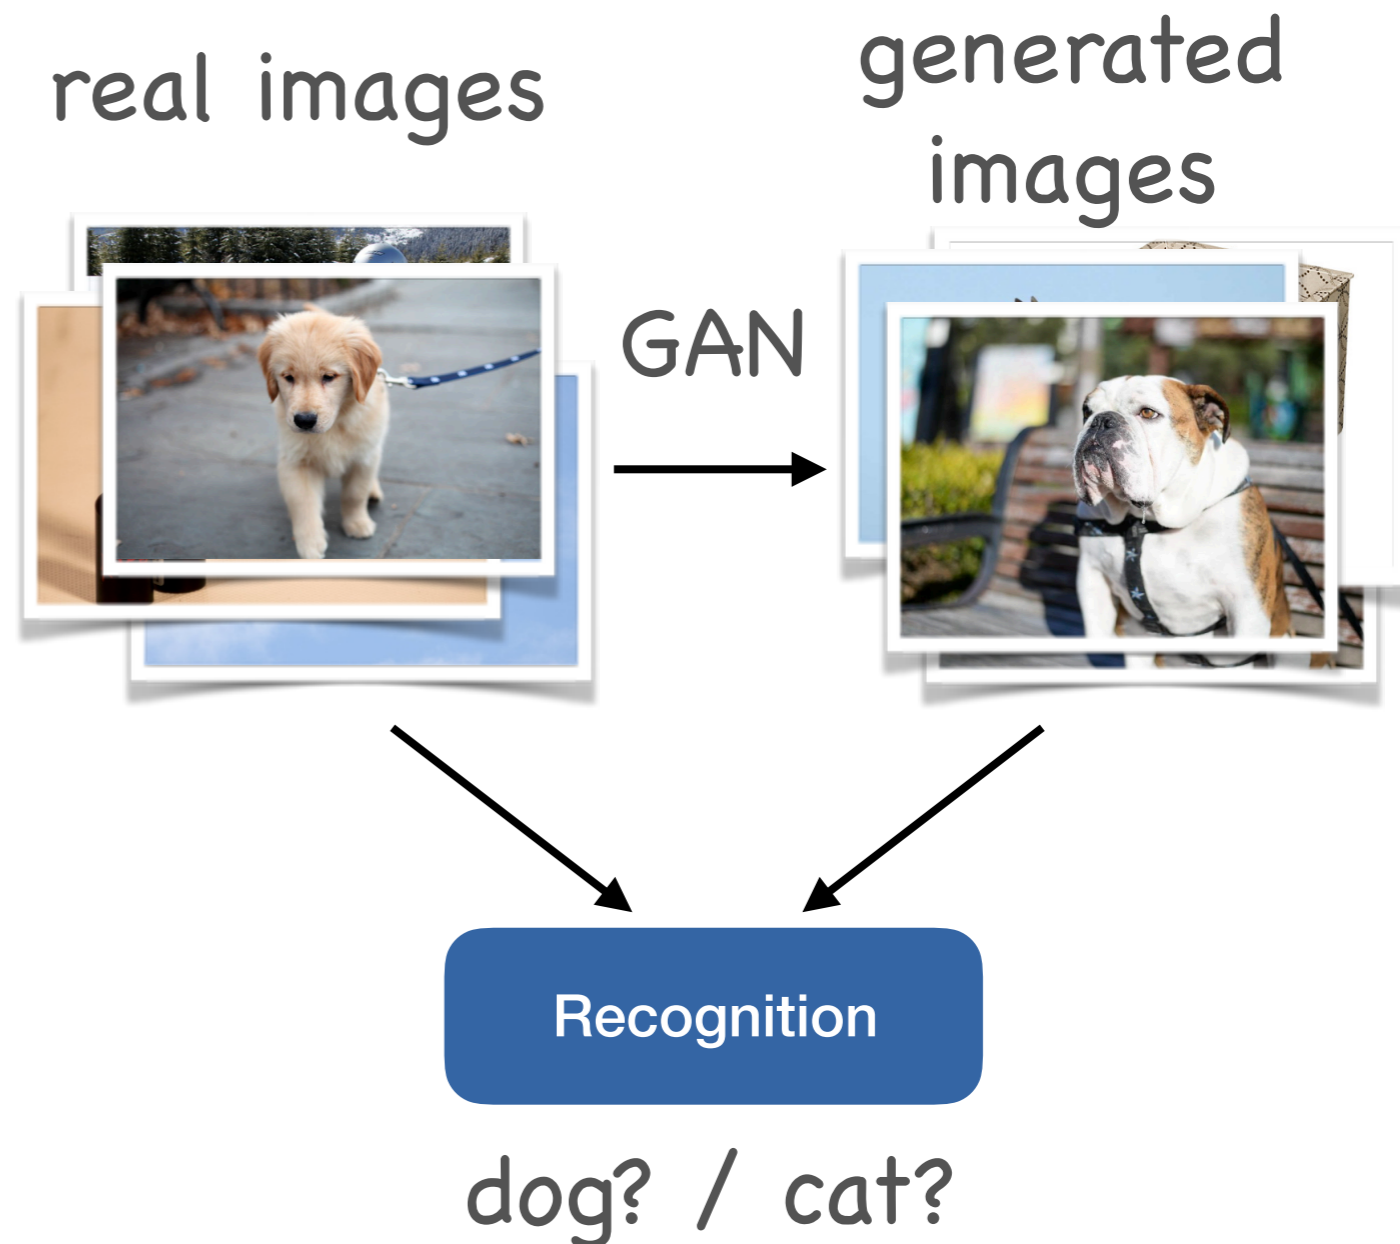 real images
generated
images
GAN
Recognition
dog? / cat?